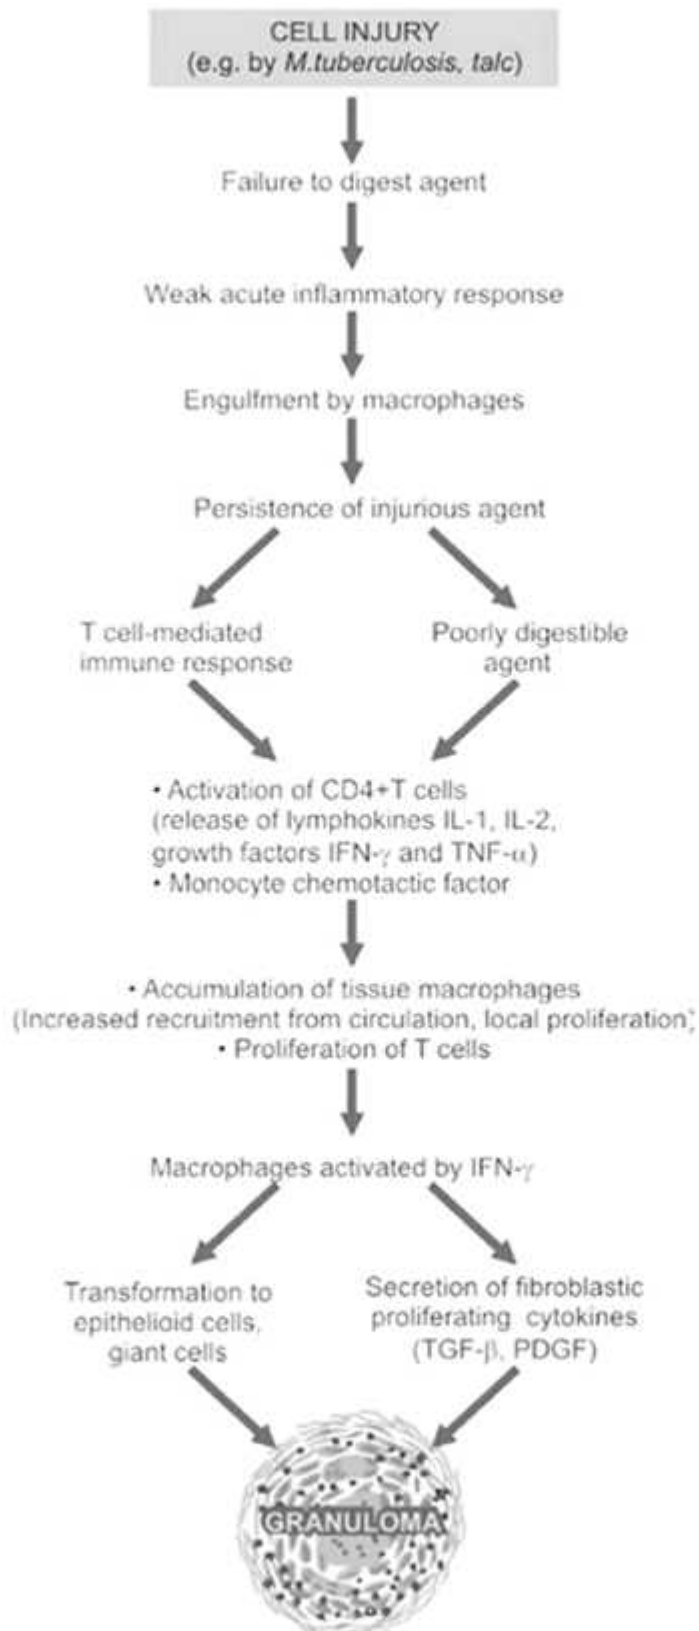 CELL INJURY
(e.g. by M.tuberculosis, talc)
Failure to digest agent
Weak acute inflammatory response
Engulfment by macrophages
Persistence of injurious agent
T cell-mediated
immune response
Poorly digestible
agent
• Activation of CD4+T cells
(release of lymphokines IL-1, IL-2,
growth factors IFN-γ and TNF-α)
• Monocyte chemotactic factor
• Accumulation of tissue macrophages
(Increased recruitment from circulation, local proliferation;
• Proliferation of T cells
Macrophages activated by IFN-γ
Transformation to
epithelioid cells,
giant cells
Secretion of fibroblastic
proliferating cytokines
(TGF-β, PDGF)
GRANULOMA